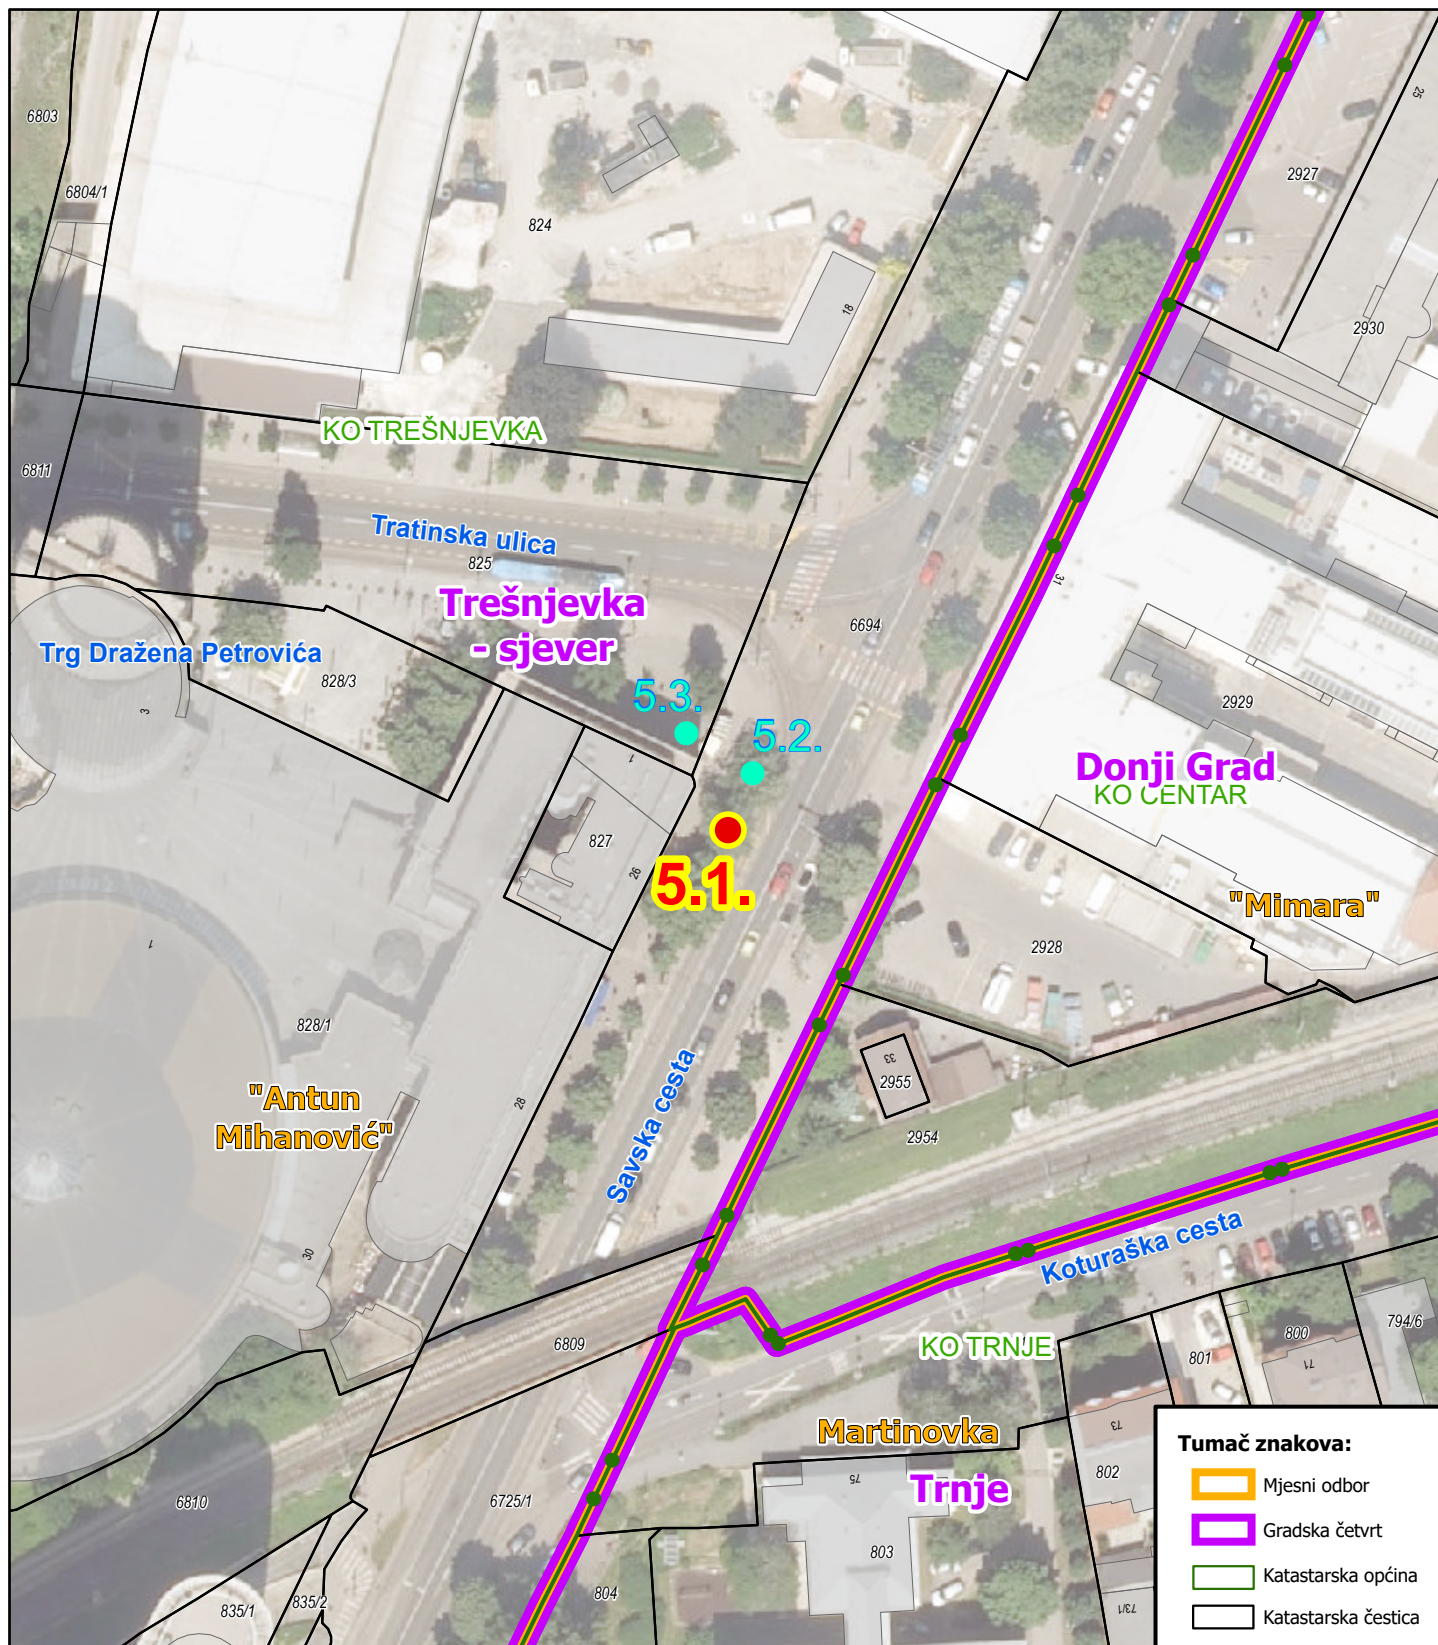 6803
6804/1
824
18
25
2927
2930
KO TREŠNJEVKA
6811
Tratinska ulica
825
Trešnjevka
- sjever
31
6694
Trg Dražena Petrovića
828/3
3
5.3.
5.2.
2929
Donji Grad
KO CENTAR
1
827
26
5.1.
"Mimara"
1
2928
828/1
33
2955
"Antun
Mihanović"
28
Savska cesta
2954
30
Koturaška cesta
6809
KO TRNJE
801
800
71
794/6
Martinovka
73
75
Trnje
802
6810
6725/1
803
804
835/1
835/2
73/1
Tumač znakova:
Mjesni odbor
Gradska četvrt
Katastarska općina
Katastarska čestica